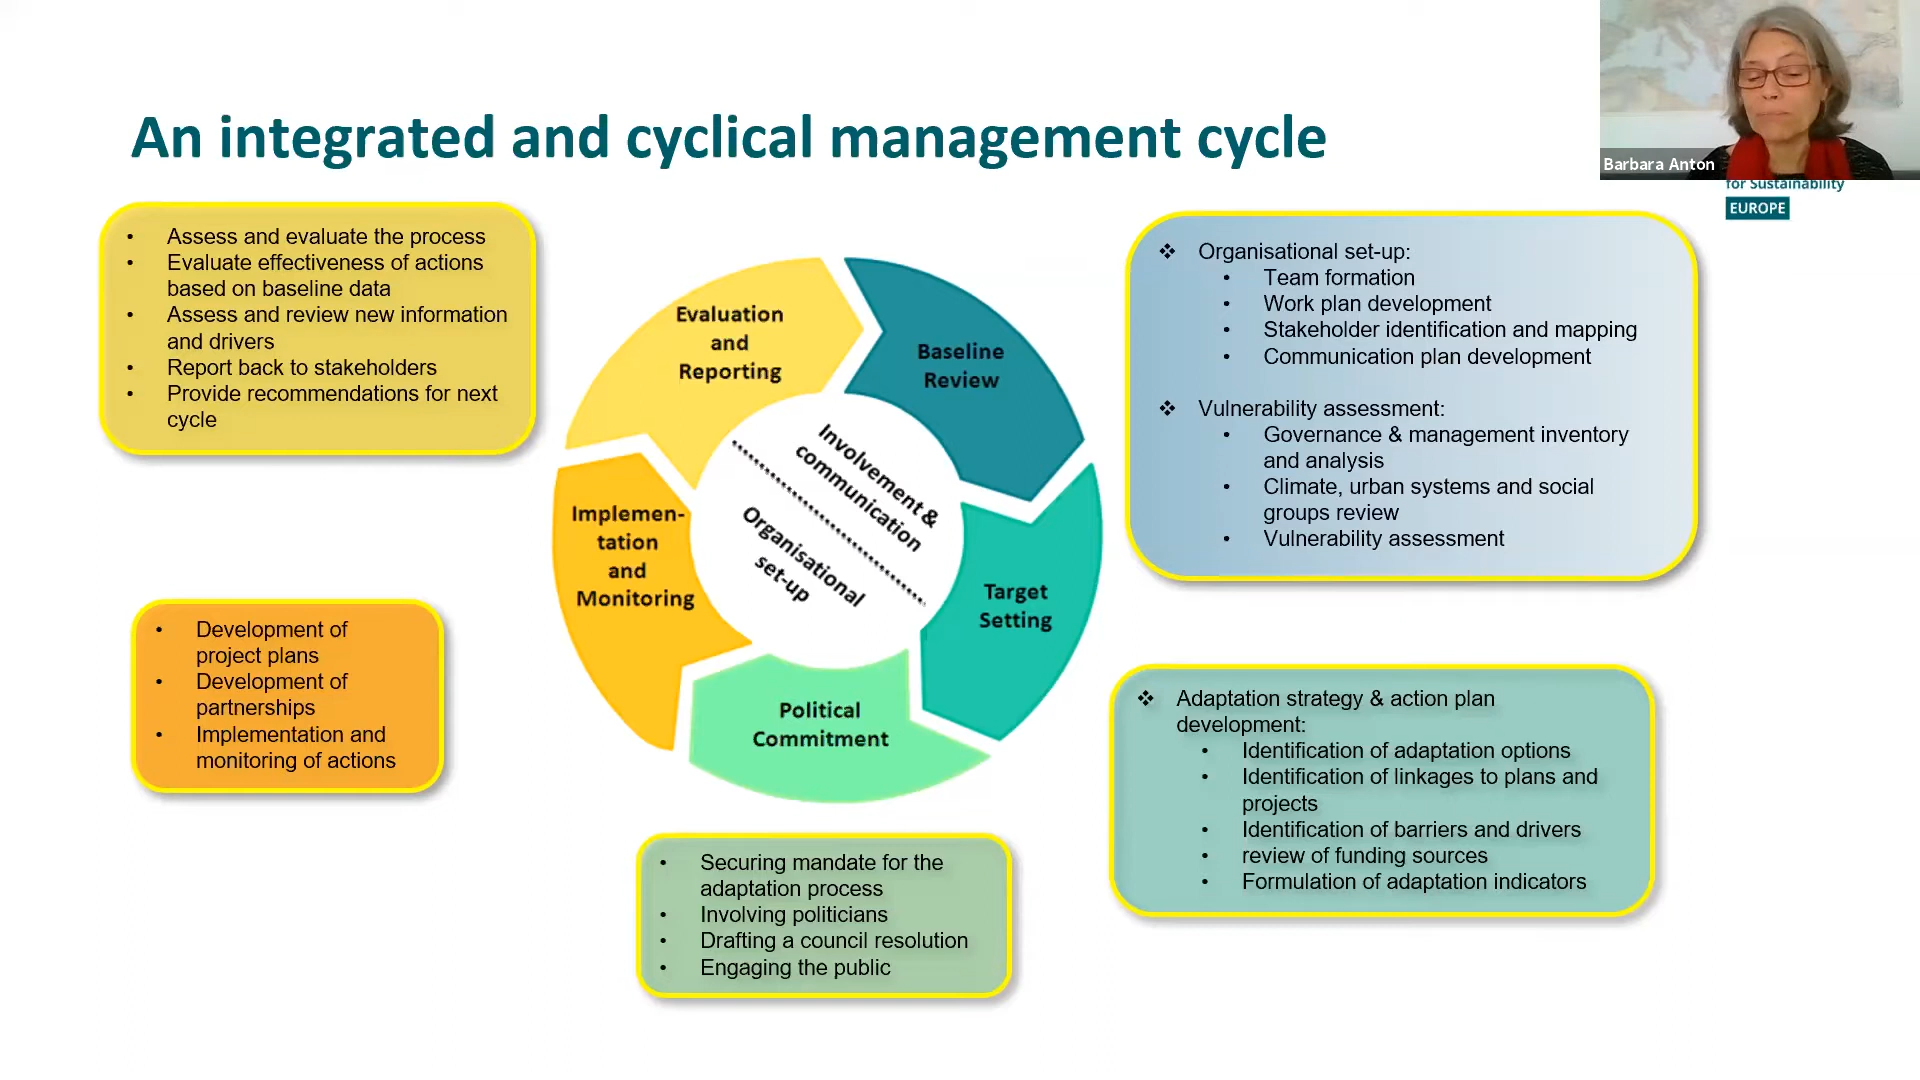 An integrated and cyclical management cycle
Barbara Anton
for Sustainability
EUROPE
• Assess and evaluate the process
• Evaluate effectiveness of actions
based on baseline data
• Assess and review new information
and drivers
• Report back to stakeholders
• Provide recommendations for next
cycle
Evaluation
and
Reporting
Baseline
Review
Target
Setting
Political
Commitment
Implemen-
tation
and
Monitoring
Involvement &
communication
Organisational
set-up
❖ Organisational set-up:
• Team formation
• Work plan development
• Stakeholder identification and mapping
• Communication plan development
❖ Vulnerability assessment:
• Governance & management inventory
and analysis
• Climate, urban systems and social
groups review
• Vulnerability assessment
• Development of
project plans
• Development of
partnerships
• Implementation and
monitoring of actions
❖ Adaptation strategy & action plan
development:
• Identification of adaptation options
• Identification of linkages to plans and
projects
• Identification of barriers and drivers
• review of funding sources
• Formulation of adaptation indicators
• Securing mandate for the
adaptation process
• Involving politicians
• Drafting a council resolution
• Engaging the public